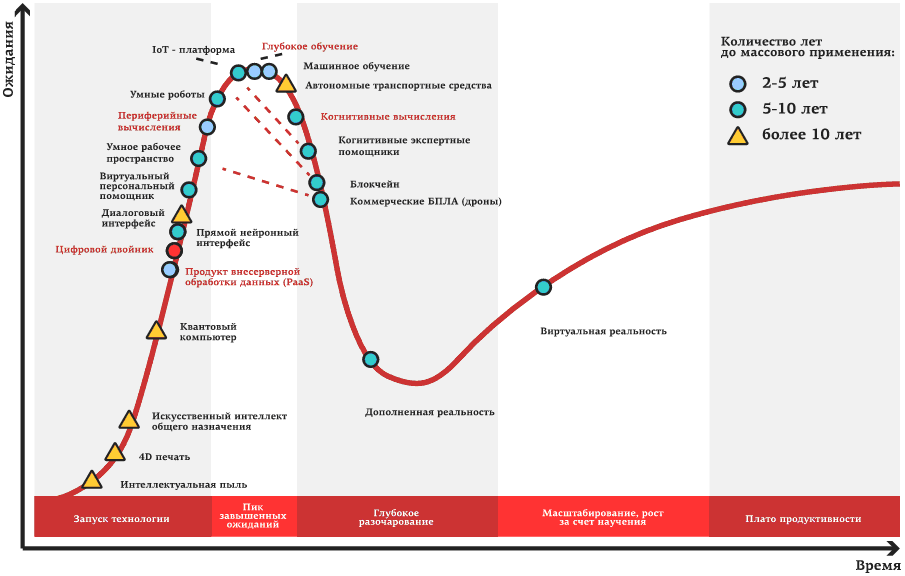 Ожидания
IoT - платформа
Глубокое обучение
Машинное обучение
Автономные транспортные средства
Умные роботы
Периферийные
вычисления
Когнитивные вычисления
Умное рабочее
пространство
Когнитивные экспертные
помощники
Виртуальный
персональный
помощник
Блокчейн
Коммерческие БПЛА (дроны)
Диалоговый
интерфейс
Прямой нейронный
интерфейс
Цифровой двойник
Продукт внессерверной
обработки данных (PaaS)
Квантовый
компьютер
Искусственный интеллект
общего назначения
4D печать
Интеллектуальная пыль
Дополненная реальность
Виртуальная реальность
Количество лет
до массового применения:
2-5 лет
5-10 лет
более 10 лет
Запуск технологии
Пик
завышенных
ожиданий
Глубокое
разочарование
Масштабирование, рост
за счет научения
Плато продуктивности
Время